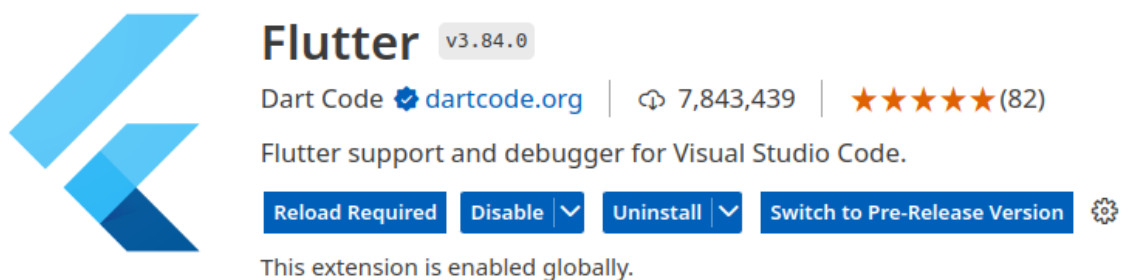 Flutter v3.84.0
Dart Code dartcode.org 7,843,439 (82)
Flutter support and debugger for Visual Studio Code.
Reload Required Disable Uninstall Switch to Pre-Release Version
This extension is enabled globally.